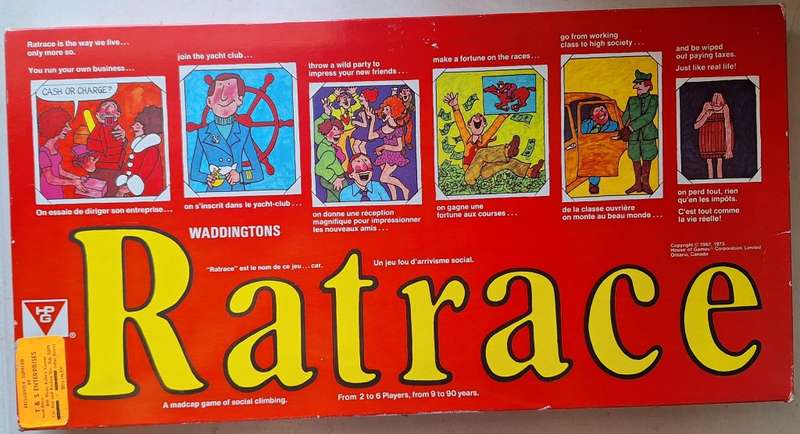 Ratrace is the way we live...
only more so.
You run your own business...
join the yacht club...
throw a wild party to
impress your new friends...
make a fortune on the races...
go from working
class to high society...
and be wiped
out paying taxes.
Just like real life!
CASH OR CHARGE?
On essaie de diriger son entreprise...
on s'inscrit dans le yacht-club...
on donne une réception
magnifique pour impressionner
les nouveaux amis...
on gagne une
fortune aux courses...
de la classe ouvrière
on monte au beau monde...
on perd tout, rien
qu'en les impôts.
C'est tout comme
la vie réelle!
WADDINGTONS
"Ratrace" est le nom de ce jeu...car.
Un jeu fou d'arrivisme social.
Copyright © 1967, 1973
House of Games Corporation Limited
Ontario, Canada
Ratrace
HPG
®
T & S ENTERPRISES
A madcap game of social climbing.
From 2 to 6 Players, from 9 to 90 years.